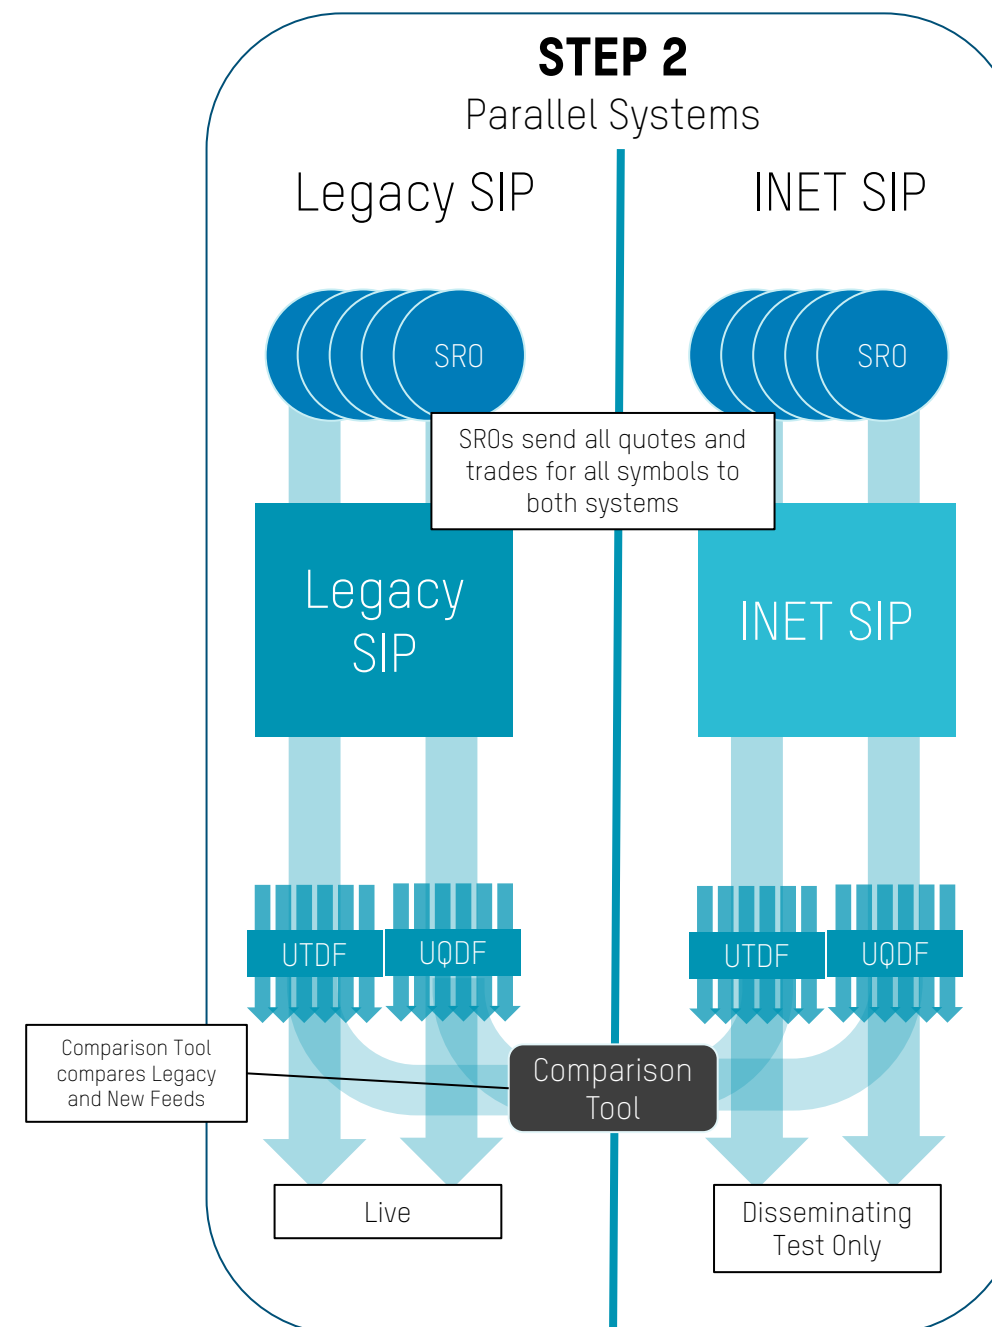 STEP 2
Parallel Systems
Legacy SIP
INET SIP
SRO
SRO
SROs send all quotes and
trades for all symbols to
both systems
Legacy
SIP
INET SIP
UTDF
UQDF
UTDF
UQDF
Comparison Tool
compares Legacy
and New Feeds
Comparison
Tool
Live
Disseminating
Test Only